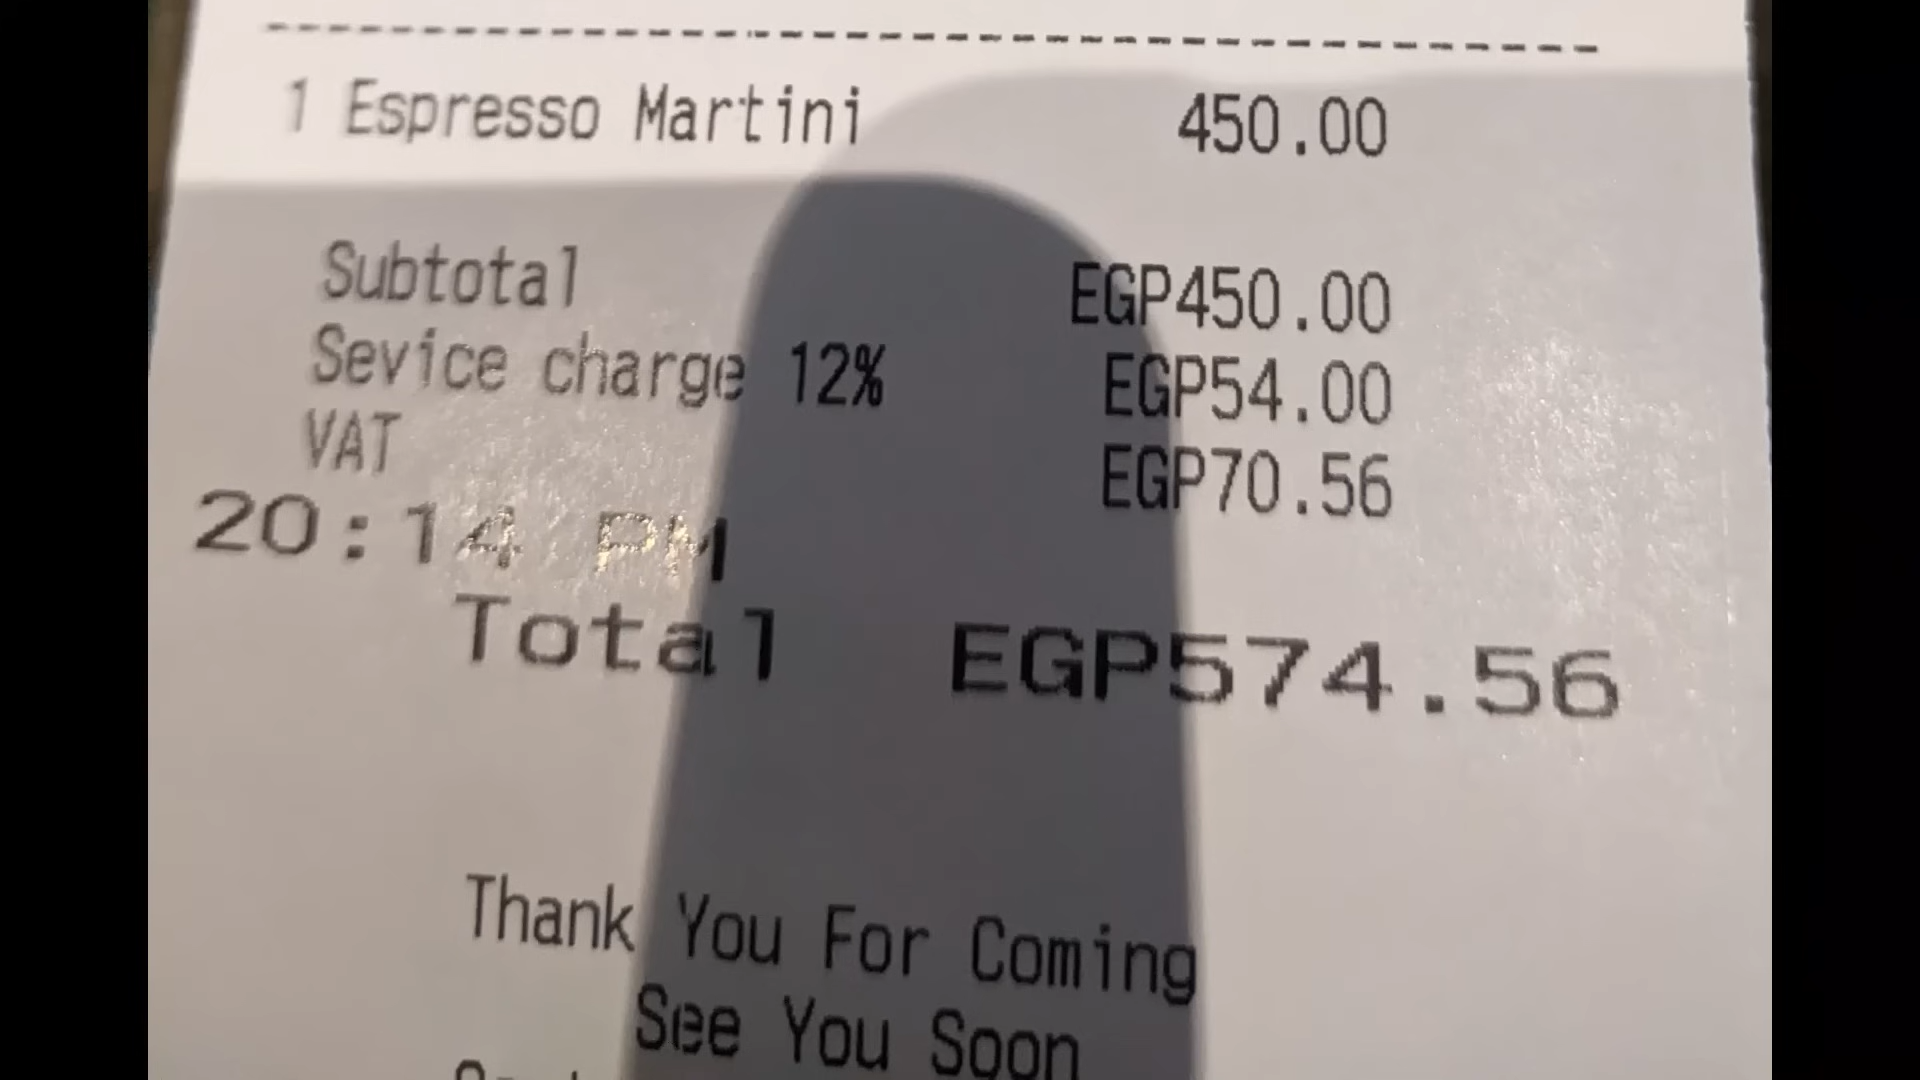 1 Espresso Martini 450.00
Subtotal EGP450.00
Sevice charge 12% EGP54.00
VAT EGP70.56
20:14 PM
Total EGP574.56
Thank You For Coming
See You Soon